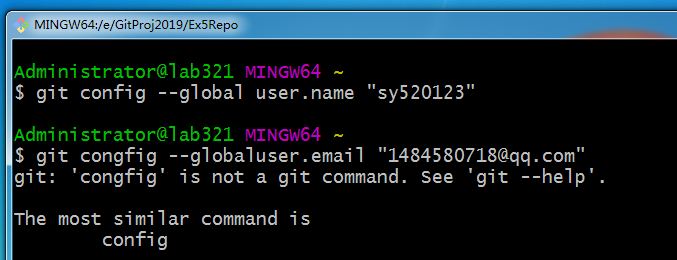 MINGW64:/e/GitProj2019/Ex5Repo
Administrator@lab321 MINGW64 ~
$ git config --global user.name "sy520123"
Administrator@lab321 MINGW64 ~
$ git congfig --globaluser.email "1484580718@qq.com"
git: 'congfig' is not a git command. See 'git --help'.
The most similar command is
config